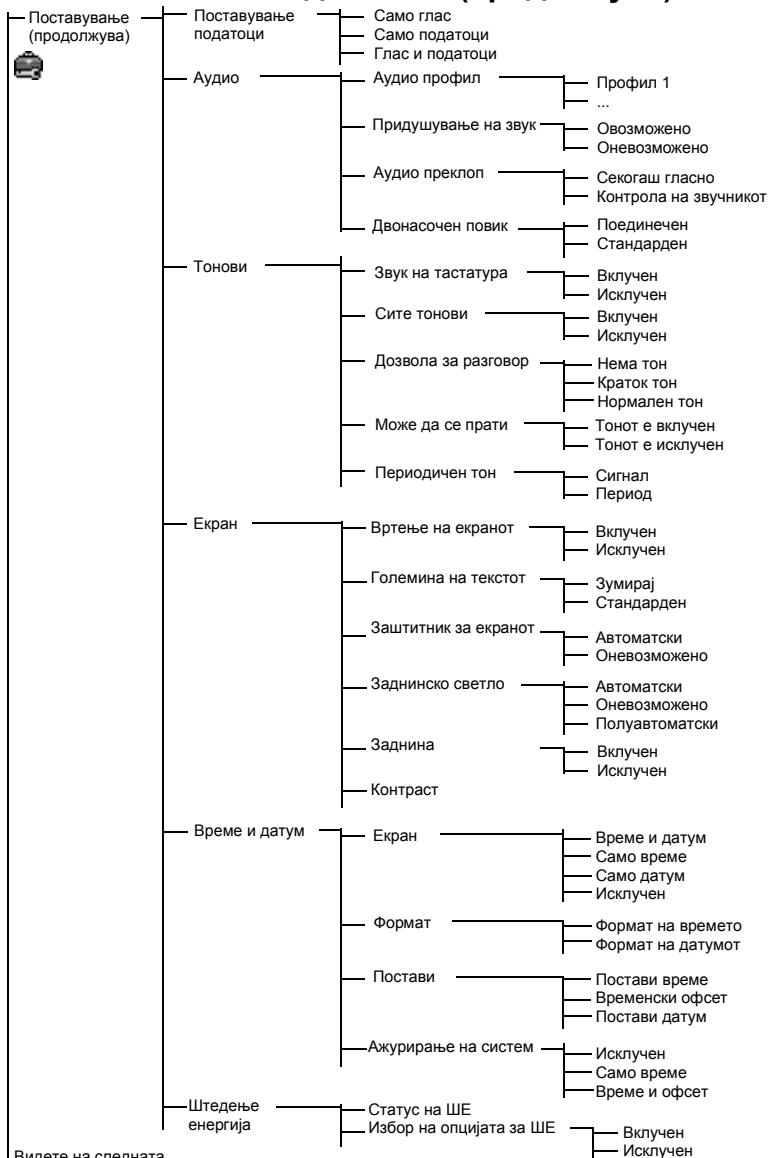 Поставување
(продолжува)
Поставување
податоци
Само глас
Само податоци
Глас и податоци
Аудио
Аудио профил
Профил 1
...
Придушување на звук
Овозможено
Оневозможено
Аудио преклоп
Секогаш гласно
Контрола на звучникот
Двонасочен повик
Поединечен
Стандарден
Тонови
Звук на тастатура
Вклучен
Исклучен
Сите тонови
Вклучен
Исклучен
Дозвола за разговор
Нема тон
Краток тон
Нормален тон
Може да се прати
Тонот е вклучен
Тонот е исклучен
Периодичен тон
Сигнал
Период
Екран
Вртење на екранот
Вклучен
Исклучен
Големина на текстот
Зумирај
Стандарден
Заштитник за екранот
Автоматски
Оневозможено
Заднинско светло
Автоматски
Оневозможено
Полуавтоматски
Заднина
Вклучен
Исклучен
Контраст
Време и датум
Екран
Време и датум
Само време
Само датум
Исклучен
Формат
Формат на времето
Формат на датумот
Постави
Постави време
Временски офсет
Постави датум
Ажурирање на систем
Исклучен
Само време
Време и офсет
Штедење
енергија
Статус на ШЕ
Избор на опцијата за ШЕ
Вклучен
Исклучен
Видете на следната